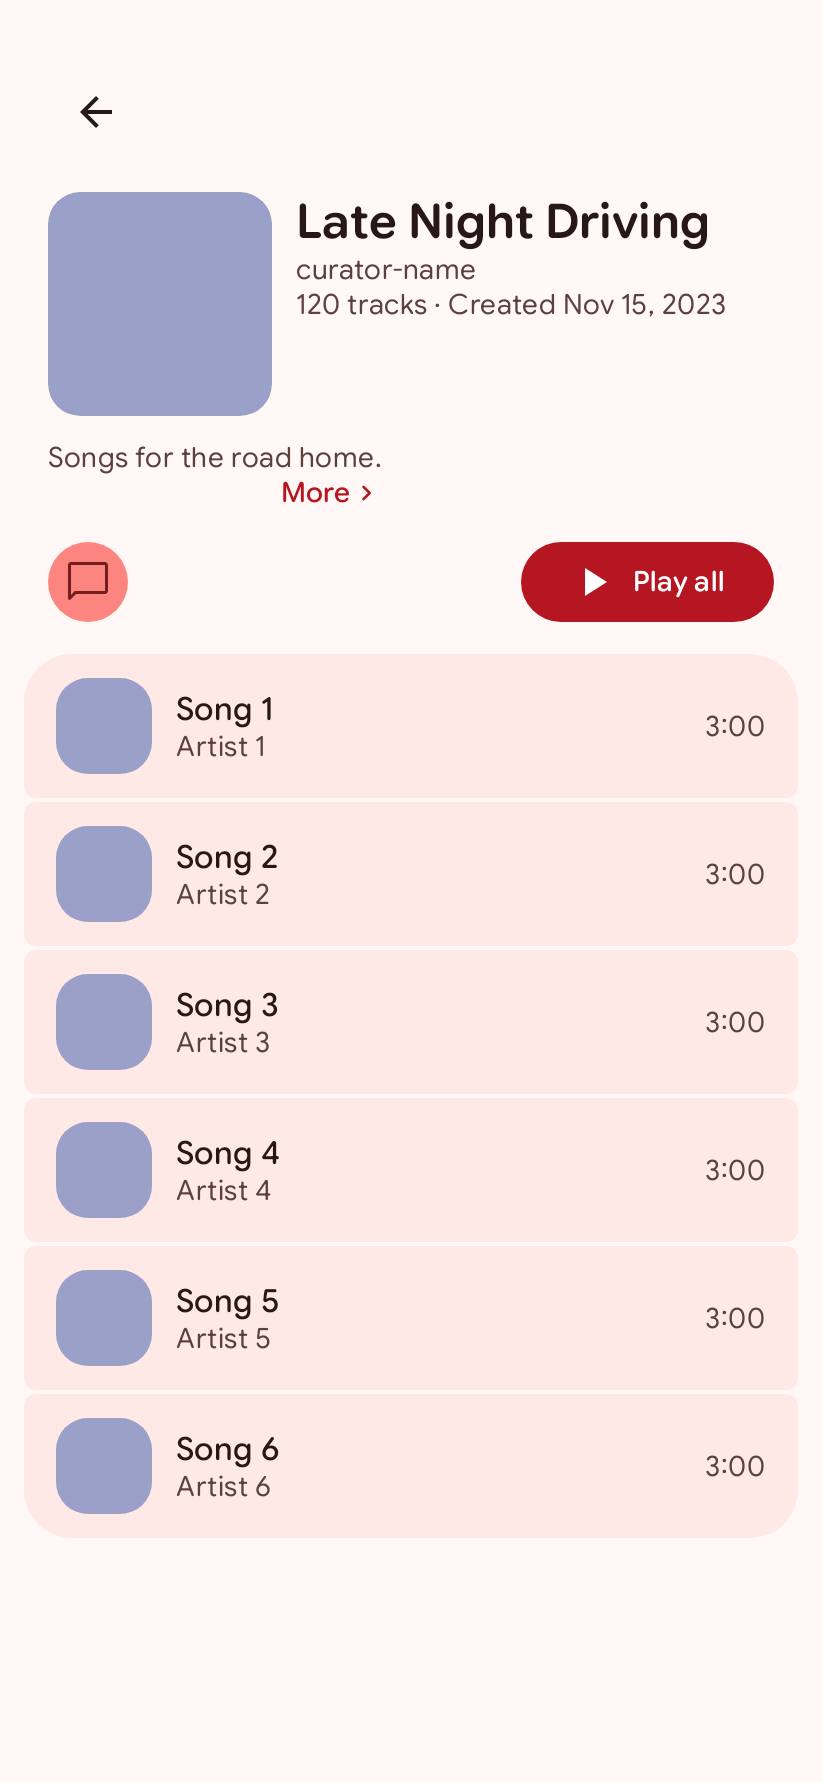 Late Night Driving
curator-name
120 tracks · Created Nov 15, 2023
Songs for the road home.
More
Play all
Song 1
Artist 1
3:00
Song 2
Artist 2
3:00
Song 3
Artist 3
3:00
Song 4
Artist 4
3:00
Song 5
Artist 5
3:00
Song 6
Artist 6
3:00